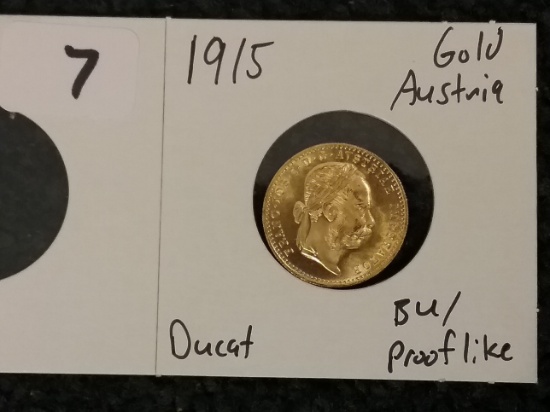 7
1915
Gold
Austria
Ducat
BU/
Prooflike